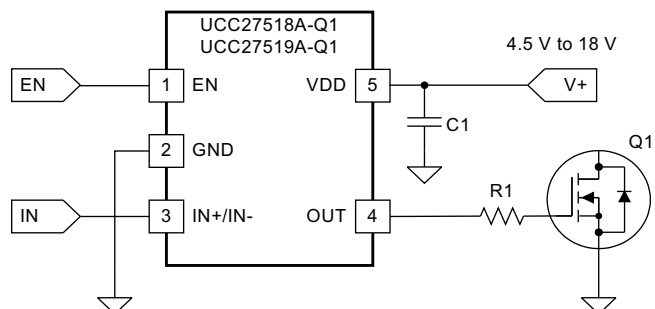 UCC27518A-Q1
UCC27519A-Q1
4.5 V to 18 V
EN
1
EN
VDD
5
V+
C1
2
GND
Q1
R1
IN
3
IN+/IN-
OUT
4